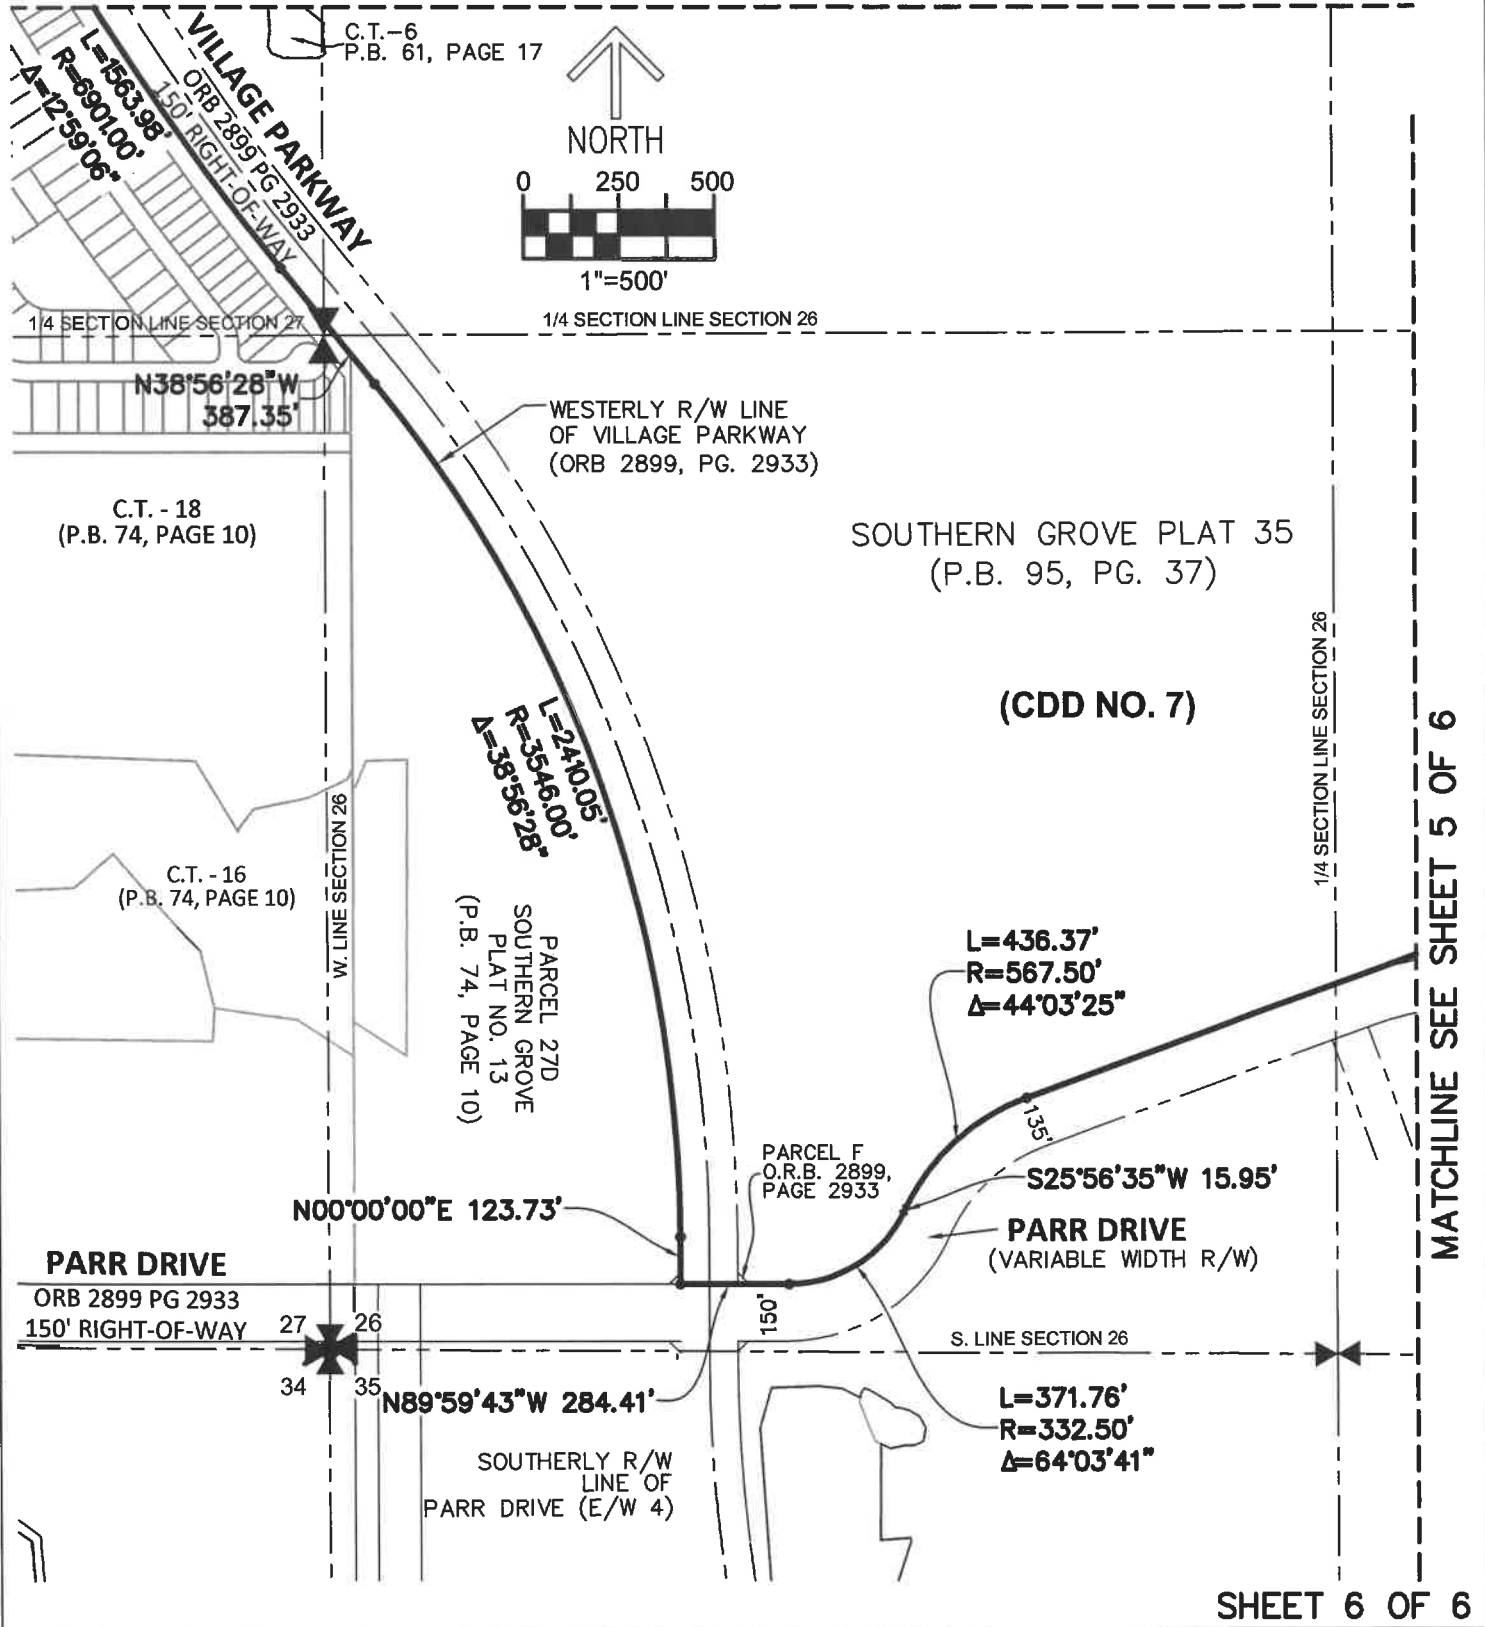 C.T.-6
P.B. 61, PAGE 17
VILLAGE PARKWAY
ORB 2899 PG 2933
150' RIGHT-OF-WAY
L=1563.98'
R=6901.00'
Δ=12°59'06"
NORTH
0 250 500
1"=500'
1/4 SECTION LINE SECTION 27
1/4 SECTION LINE SECTION 26
N38°56'28"W
387.35'
WESTERLY R/W LINE
OF VILLAGE PARKWAY
(ORB 2899, PG. 2933)
C.T. - 18
(P.B. 74, PAGE 10)
SOUTHERN GROVE PLAT 35
(P.B. 95, PG. 37)
(CDD NO. 7)
1/4 SECTION LINE SECTION 26
MATCHLINE SEE SHEET 5 OF 6
L=2410.05'
R=3546.00'
Δ=38°56'28"
W. LINE SECTION 26
C.T. - 16
(P.B. 74, PAGE 10)
PARCEL 27D
SOUTHERN GROVE
PLAT NO. 13
(P.B. 74, PAGE 10)
L=436.37'
R=567.50'
Δ=44°03'25"
135'
PARCEL F
O.R.B. 2899,
PAGE 2933
S25°56'35"W 15.95'
N00°00'00"E 123.73'
PARR DRIVE
(VARIABLE WIDTH R/W)
PARR DRIVE
ORB 2899 PG 2933
150' RIGHT-OF-WAY
27 26
34 35
150'
S. LINE SECTION 26
N89°59'43"W 284.41'
L=371.76'
R=332.50'
Δ=64°03'41"
SOUTHERLY R/W
LINE OF
PARR DRIVE (E/W 4)
SHEET 6 OF 6